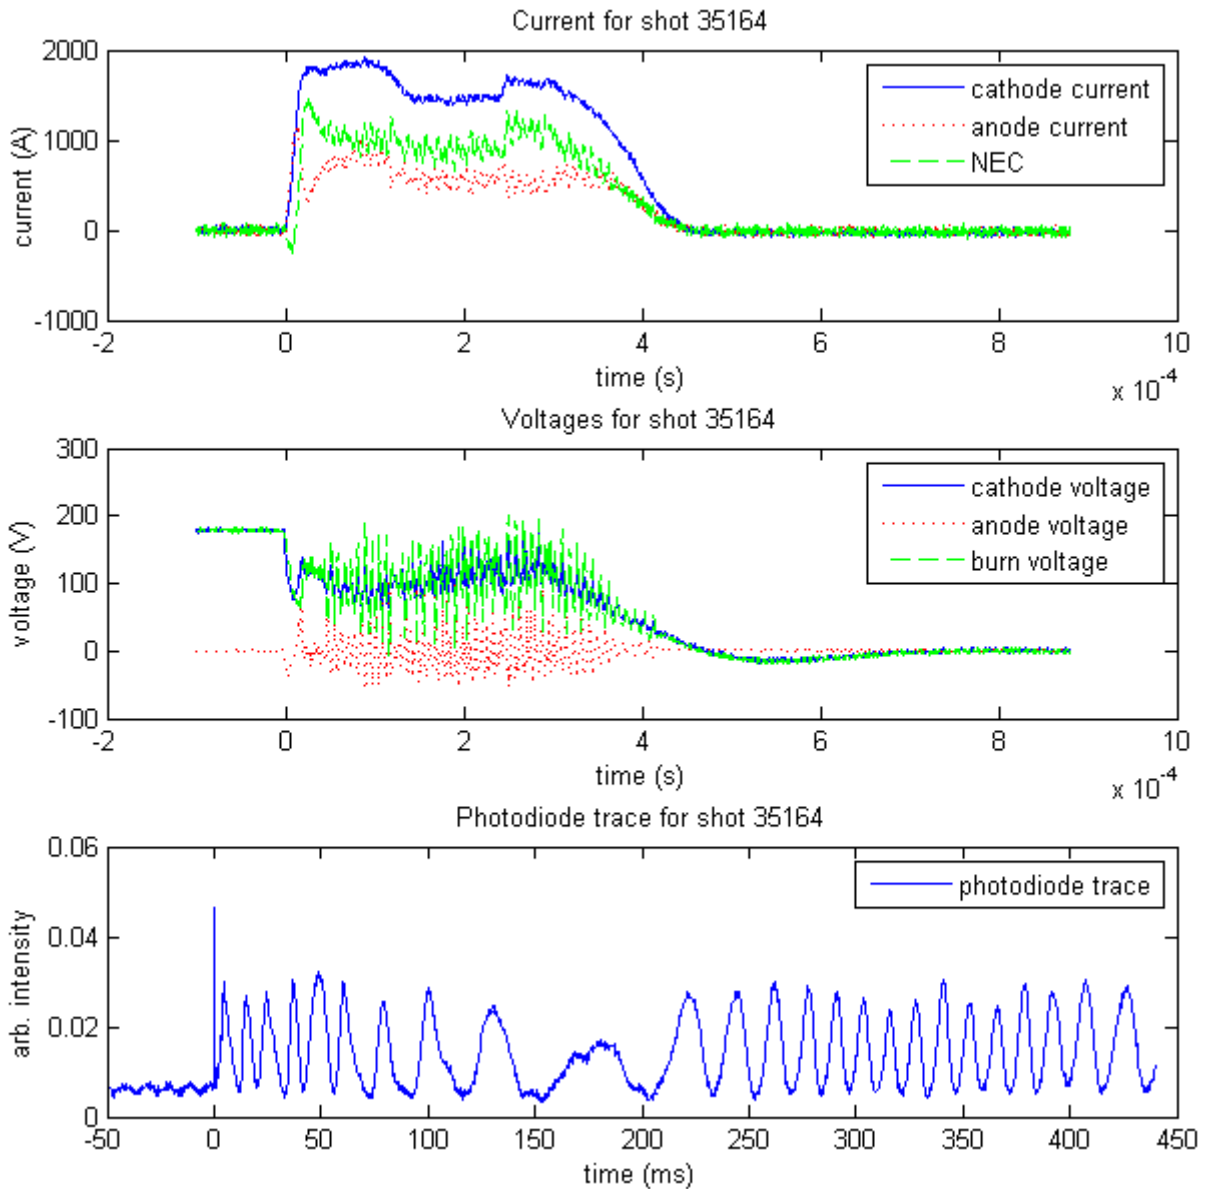 Current for shot 35164
2000
1000
0
-1000
current (A)
cathode current
anode current
NEC
-2 0 2 4 6 8 10
time (s)
x 10^-4
Voltages for shot 35164
300
200
100
0
-100
voltage (V)
cathode voltage
anode voltage
burn voltage
-2 0 2 4 6 8 10
time (s)
x 10^-4
Photodiode trace for shot 35164
0.06
0.04
0.02
0
arb. intensity
photodiode trace
-50 0 50 100 150 200 250 300 350 400 450
time (ms)